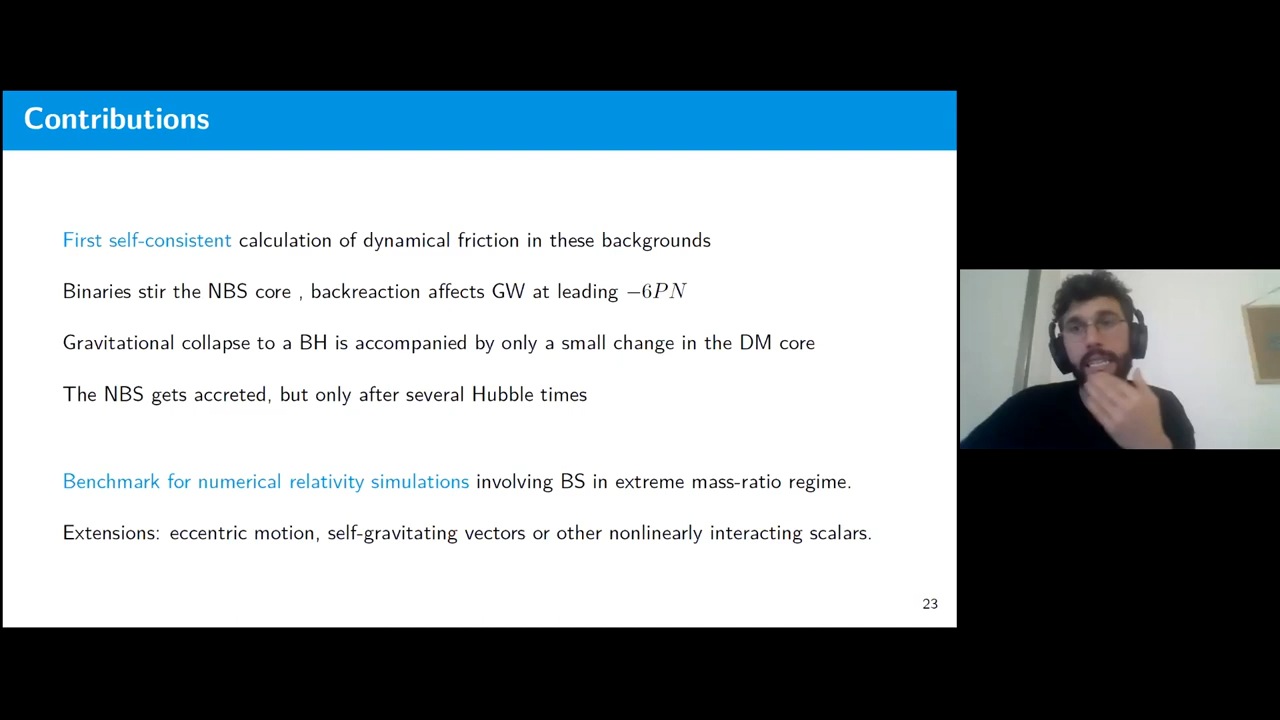 Contributions
First self-consistent calculation of dynamical friction in these backgrounds
Binaries stir the NBS core , backreaction affects GW at leading −6PN
Gravitational collapse to a BH is accompanied by only a small change in the DM core
The NBS gets accreted, but only after several Hubble times
Benchmark for numerical relativity simulations involving BS in extreme mass-ratio regime.
Extensions: eccentric motion, self-gravitating vectors or other nonlinearly interacting scalars.
23